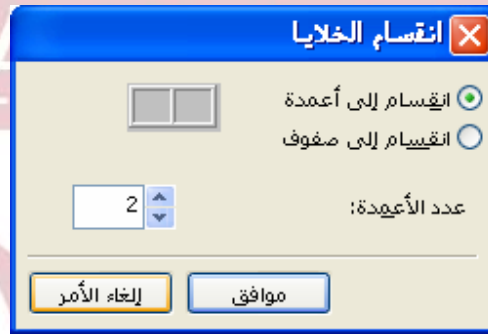 انقسام الخلايا
انقسام إلى أعمدة
انقسام إلى صفوف
عدد الأعمدة: 2
موافق إلغاء الأمر